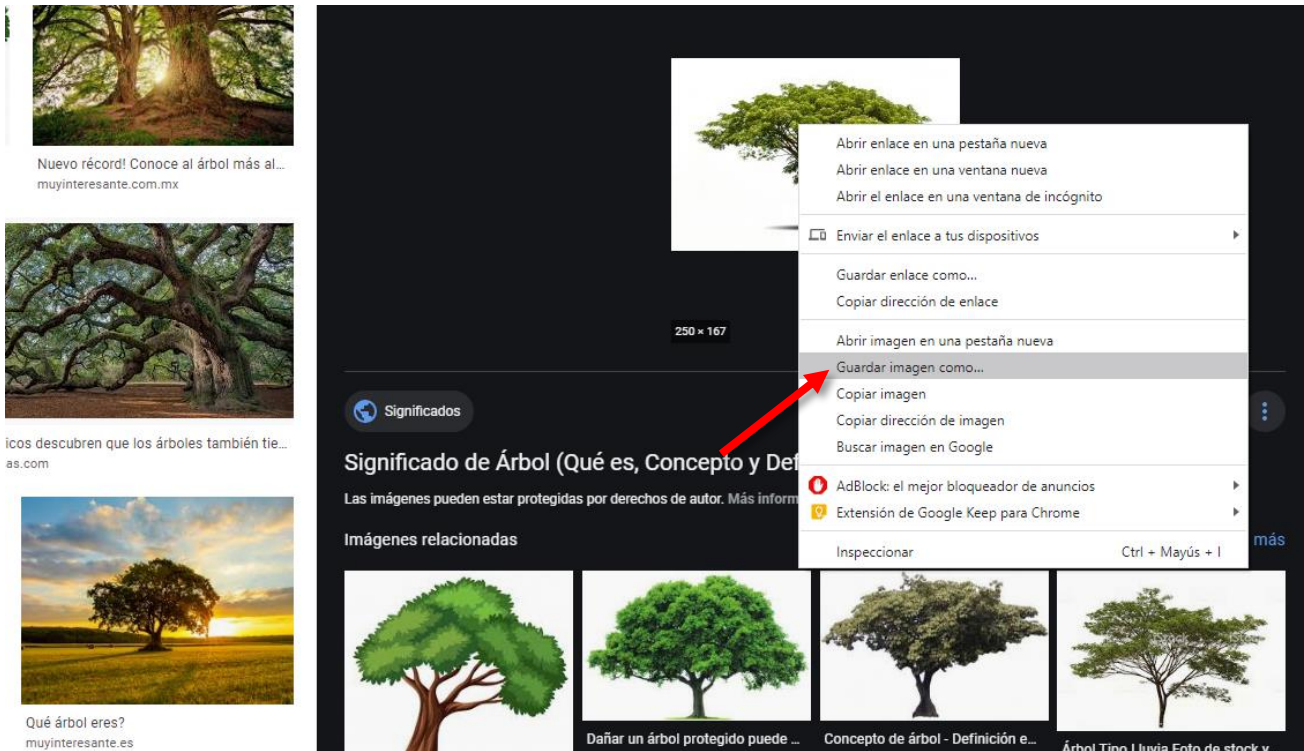 Nuevo récord! Conoce al árbol más al...
muyinteresante.com.mx
icos descubren que los árboles también tie...
as.com
Qué árbol eres?
muyinteresante.es
250 × 167
Abrir enlace en una pestaña nueva
Abrir enlace en una ventana nueva
Abrir el enlace en una ventana de incógnito
Enviar el enlace a tus dispositivos
Guardar enlace como...
Copiar dirección de enlace
Abrir imagen en una pestaña nueva
Guardar imagen como...
Copiar imagen
Copiar dirección de imagen
Buscar imagen en Google
AdBlock: el mejor bloqueador de anuncios
Extensión de Google Keep para Chrome
Inspeccionar Ctrl + Mayús + I
Significados
Significado de Árbol (Qué es, Concepto y Def
Las imágenes pueden estar protegidas por derechos de autor. Más inform
Imágenes relacionadas
más
Dañar un árbol protegido puede ...
Concepto de árbol - Definición e...
Árbol Tipo Lluvia Foto de stock y